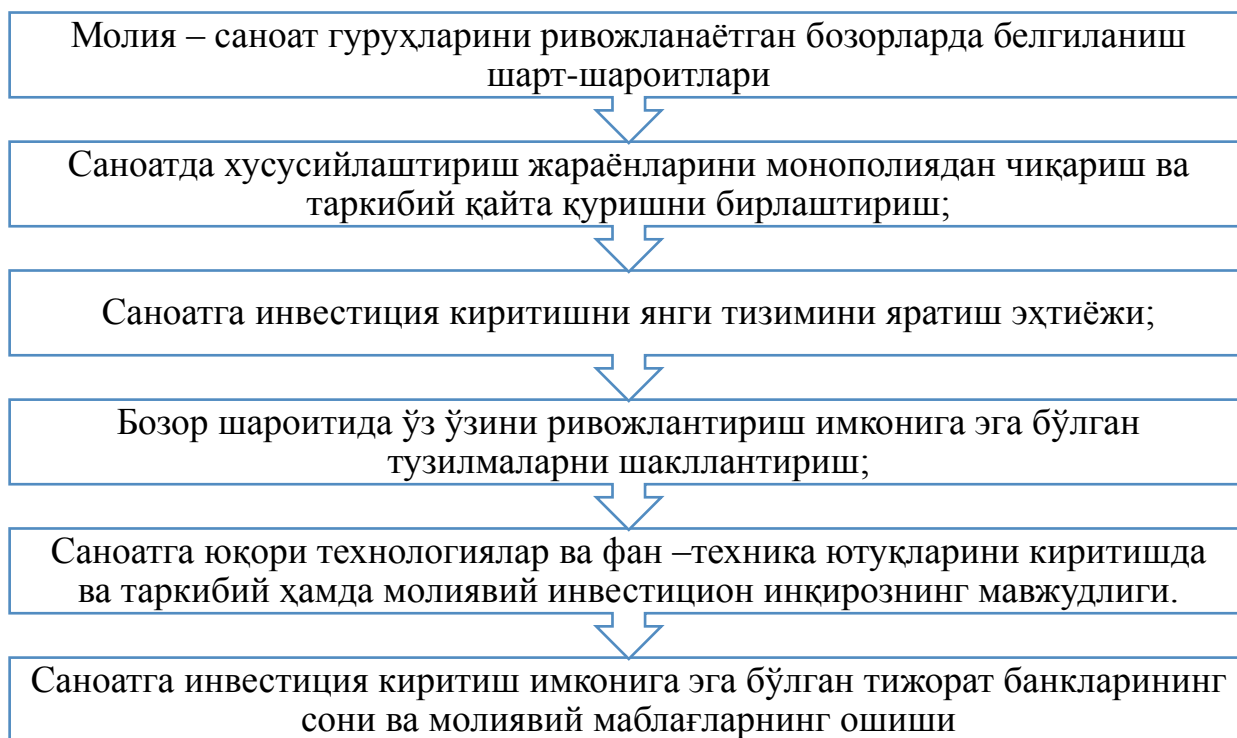 Молия – саноат гуруҳларини ривожланаётган бозорларда белгиланиш
шарт-шароитлари
Саноатда хусусийлаштириш жараёнларини монополиядан чиқариш ва
таркибий қайта қуришни бирлаштириш;
Саноатга инвестиция киритишни янги тизимини яратиш эҳтиёжи;
Бозор шароитида ўз ўзини ривожлантириш имконига эга бўлган
тузилмаларни шакллантириш;
Саноатга юқори технологиялар ва фан –техника ютуқларини киритишда
ва таркибий ҳамда молиявий инвестицион инқирознинг мавжудлиги.
Саноатга инвестиция киритиш имконига эга бўлган тижорат банкларининг
сони ва молиявий маблағларнинг ошиши